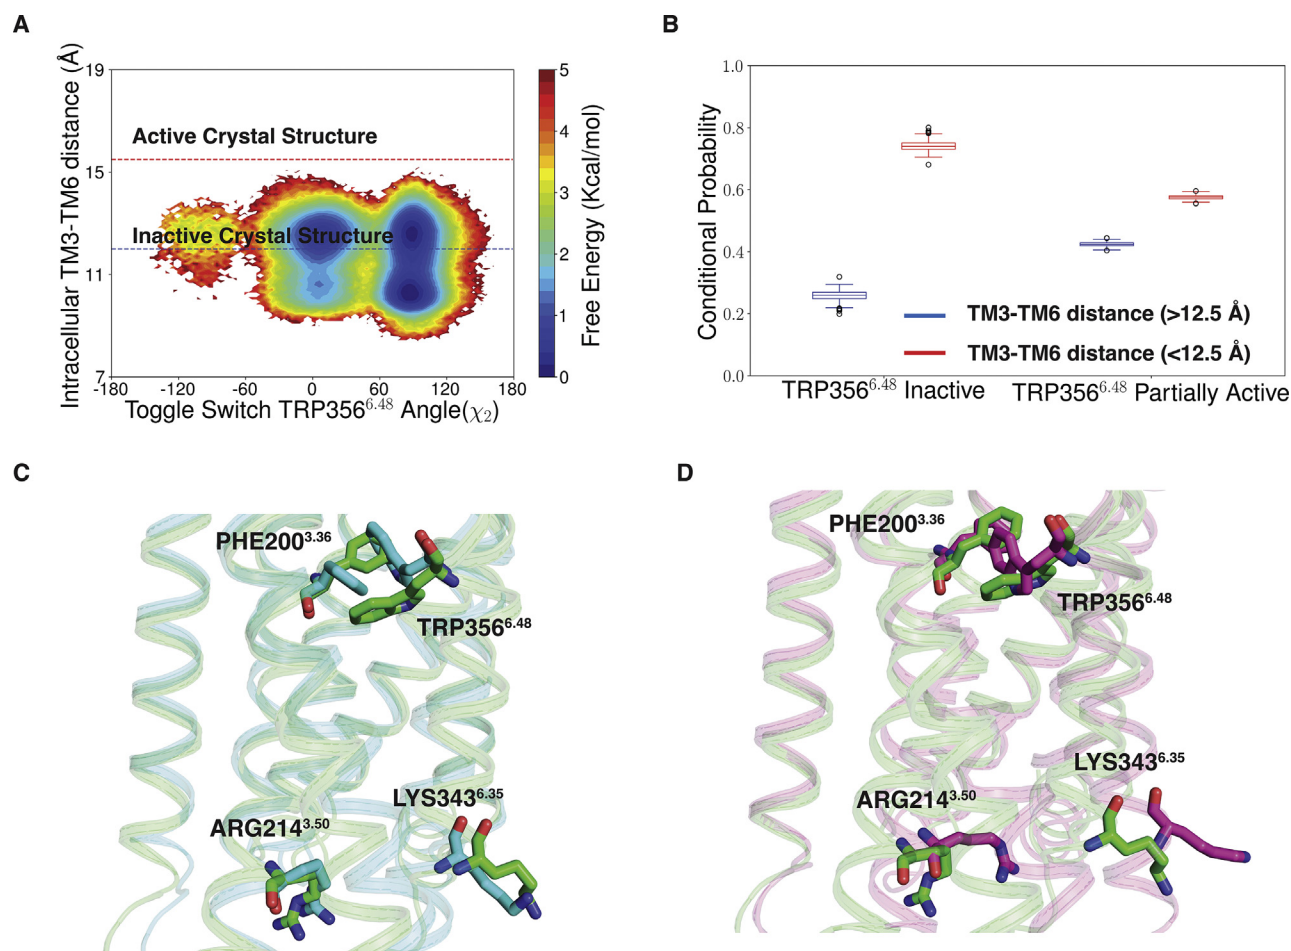 A
Intracellular TM3-TM6 distance (Å)
19
15
11
7
Active Crystal Structure
Inactive Crystal Structure
-180 -120 -60 0 60 120 180
Toggle Switch TRP356^6.48 Angle(χ₂)
5
4
3
2
1
0
Free Energy (Kcal/mol)
B
Conditional Probability
1.0
0.8
0.6
0.4
0.2
0.0
TM3-TM6 distance (>12.5 Å)
TM3-TM6 distance (<12.5 Å)
TRP356^6.48 Inactive
TRP356^6.48 Partially Active
C
PHE200^3.36
TRP356^6.48
LYS343^6.35
ARG214^3.50
D
PHE200^3.36
TRP356^6.48
LYS343^6.35
ARG214^3.50